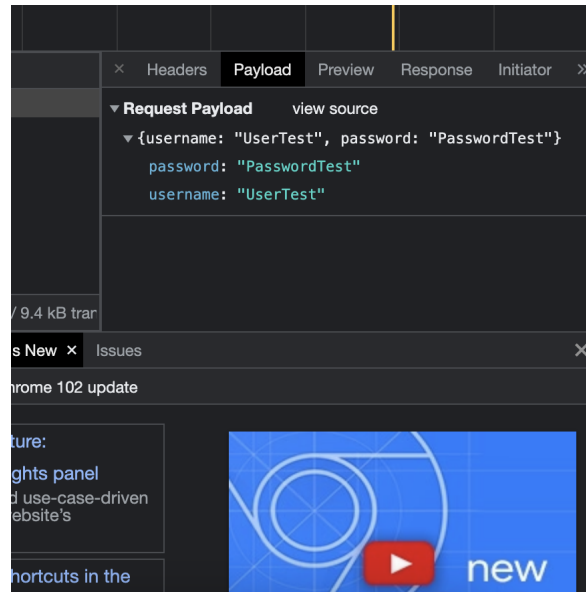 × Headers Payload Preview Response Initiator »
▼ Request Payload view source
▼ {username: "UserTest", password: "PasswordTest"}
password: "PasswordTest"
username: "UserTest"
/ 9.4 kB tran
s New × Issues ×
hrome 102 update
ture:
ghts panel
d use-case-driven
ebsite's
hortcuts in the
new